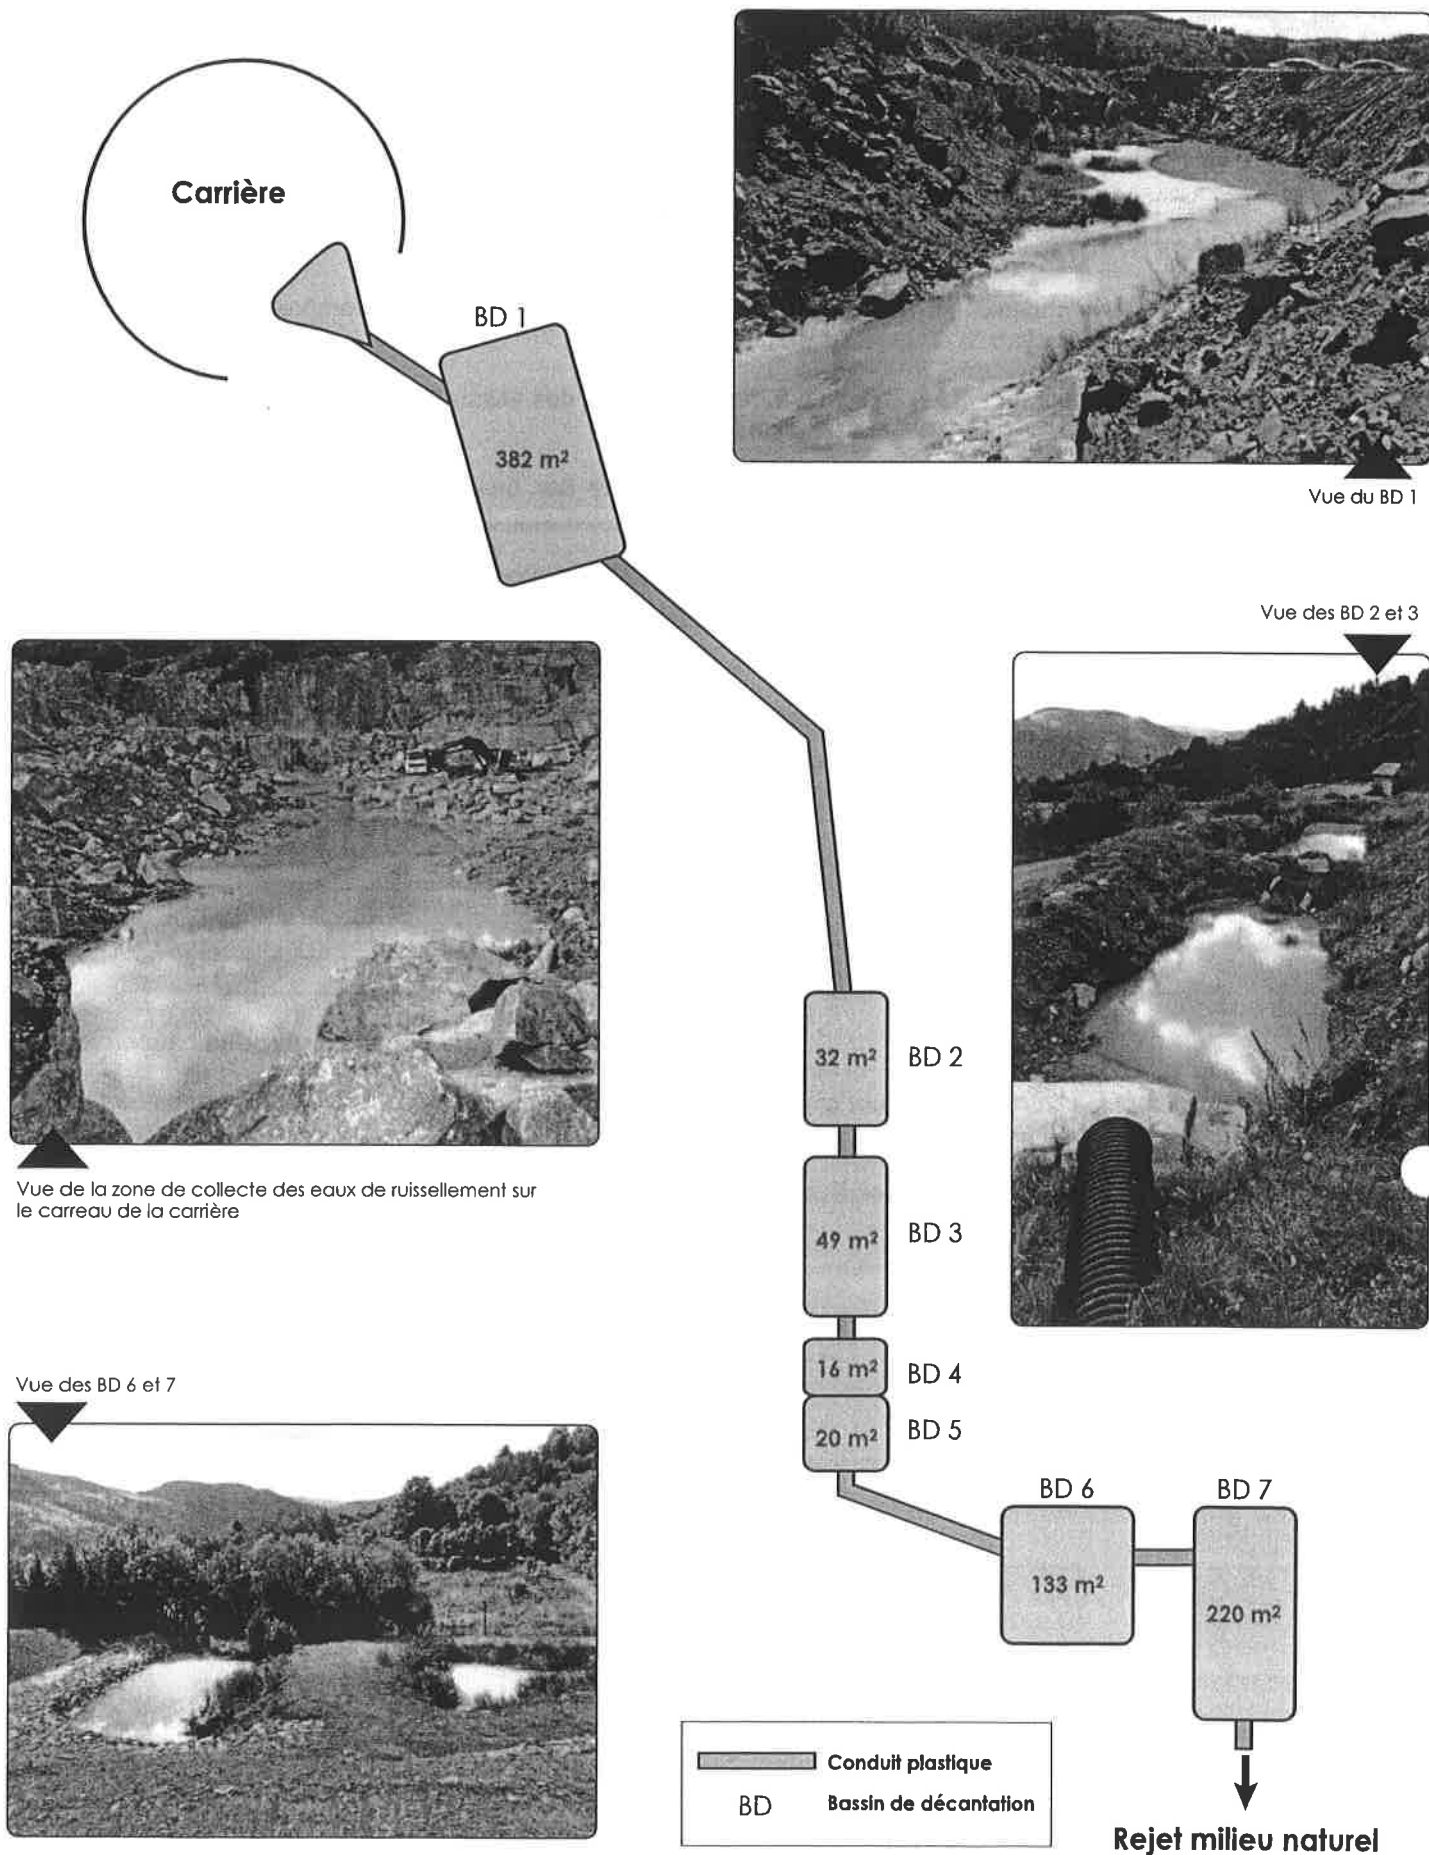 Carrière
BD 1
382 m²
Vue du BD 1
Vue des BD 2 et 3
32 m²
BD 2
49 m²
BD 3
Vue de la zone de collecte des eaux de ruissellement sur
le carreau de la carrière
16 m²
BD 4
20 m²
BD 5
Vue des BD 6 et 7
BD 6
BD 7
133 m²
220 m²
Conduit plastique
BD
Bassin de décantation
Rejet milieu naturel